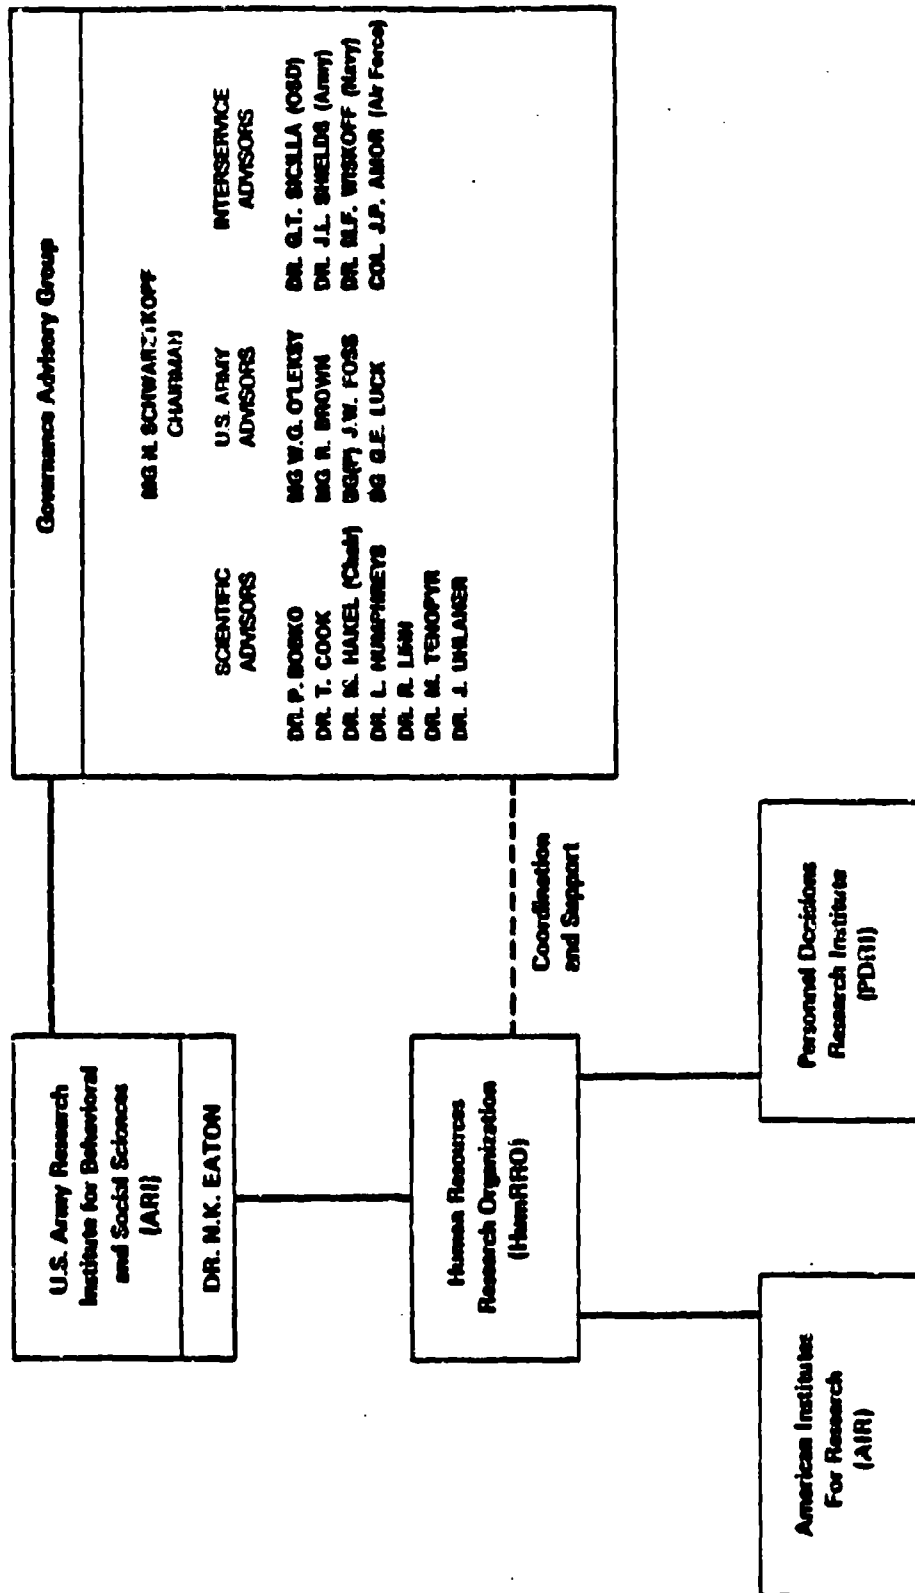 Governance Advisory Group
MG N. SCHWARZKOPF
CHAIRMAN
SCIENTIFIC
ADVISORS
DR. P. BOBKO
DR. T. COOK
DR. M. HAKEL (Chair)
DR. L. HUMPHREYS
DR. R. LINN
DR. M. TENOPYR
DR. J. UHLANER
U.S. ARMY
ADVISORS
MG W.G. O'LEKSY
MG R. BROWN
BG(P) J.W. FOSS
BG G.E. LUCK
INTERSERVICE
ADVISORS
DR. G.T. SICILLA (OSD)
DR. J.L. SHIELDS (Army)
DR. M.F. WISKOFF (Navy)
COL. J.P. AMOR (Air Force)
U.S. Army Research
Institute for Behavioral
and Social Sciences
(ARI)
DR. N.K. EATON
Coordination
and Support
Human Resources
Research Organization
(HumRRO)
American Institutes
For Research
(AIR)
Personnel Decisions
Research Institute
(PDRI)